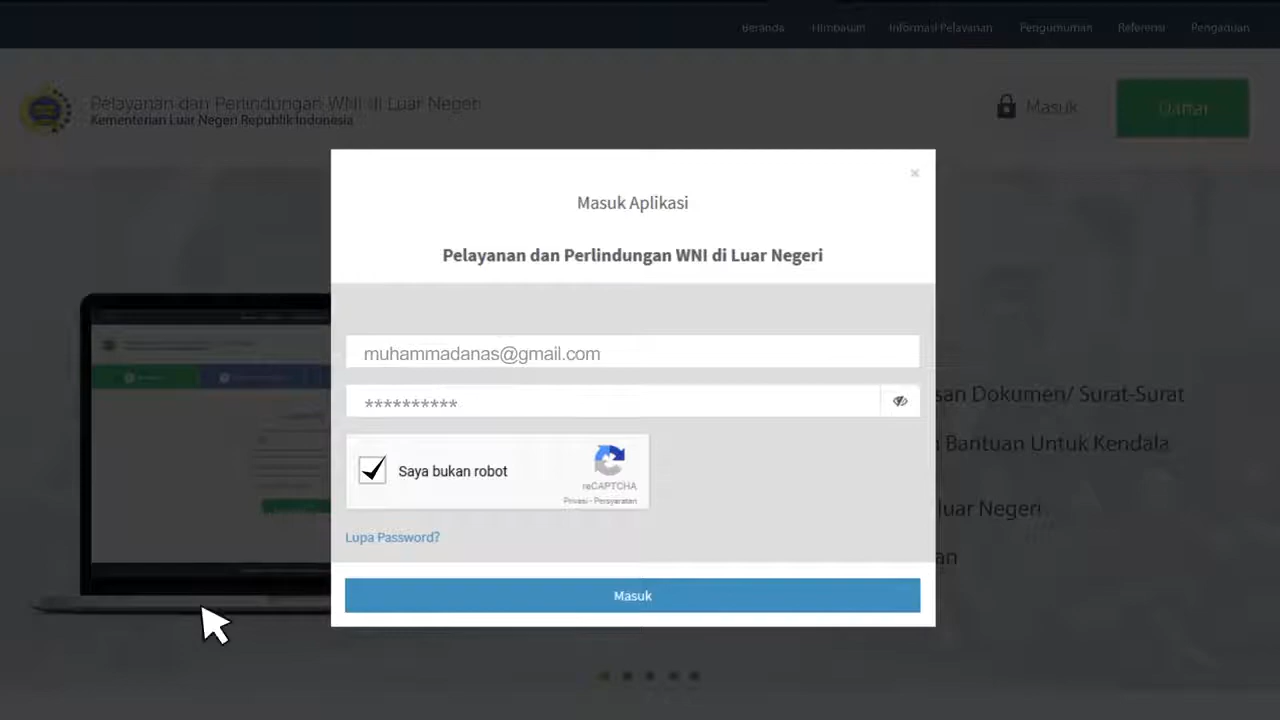 Beranda Himbauan Informasi Pelayanan Pengumuman Referensi Pengaduan
Pelayanan dan Perlindungan WNI di Luar Negeri
Kementerian Luar Negeri Republik Indonesia
Masuk
Daftar
×
Masuk Aplikasi
Pelayanan dan Perlindungan WNI di Luar Negeri
muhammadanas@gmail.com
**********
san Dokumen/ Surat-Surat
Bantuan Untuk Kendala
Saya bukan robot
reCAPTCHA
Privasi - Persyaratan
luar Negeri
Lupa Password?
an
Masuk